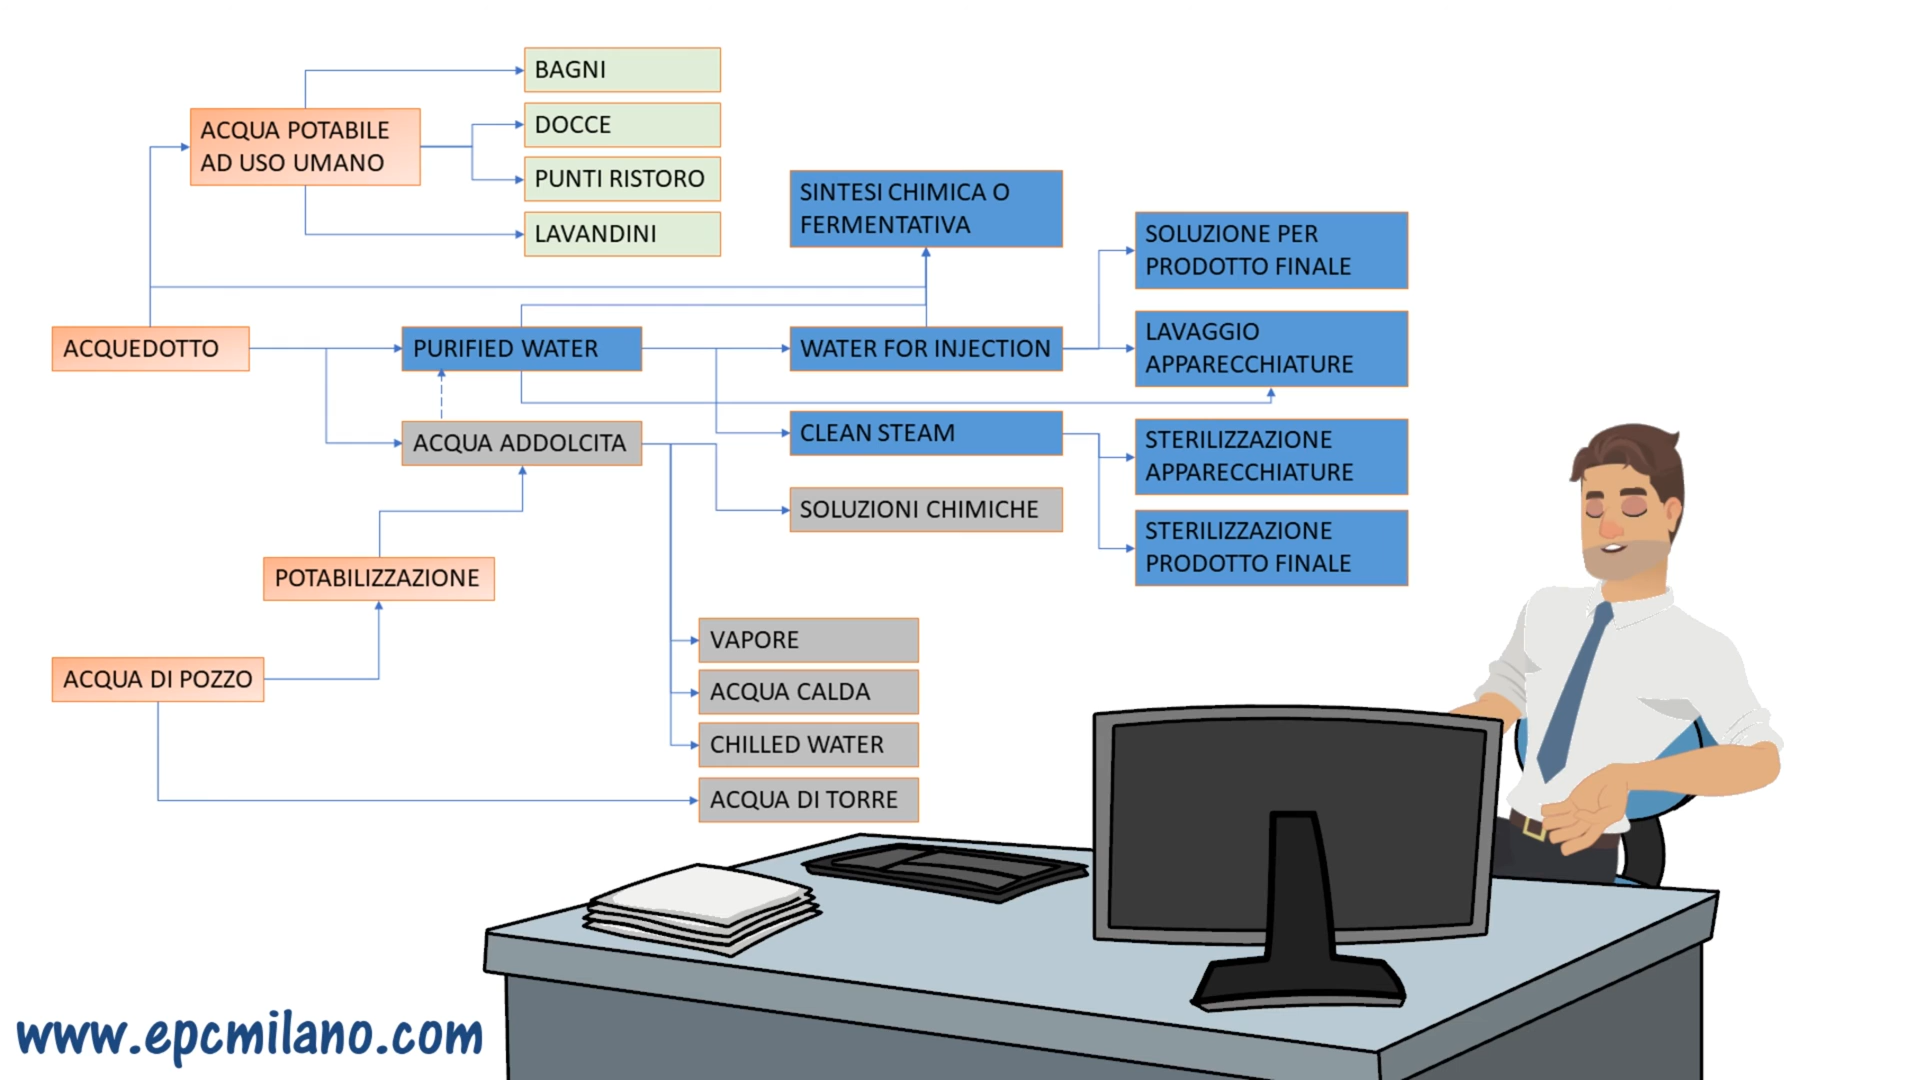 BAGNI
ACQUA POTABILE
AD USO UMANO
DOCCE
PUNTI RISTORO
LAVANDINI
SINTESI CHIMICA O
FERMENTATIVA
SOLUZIONE PER
PRODOTTO FINALE
ACQUEDOTTO
PURIFIED WATER
WATER FOR INJECTION
LAVAGGIO
APPARECCHIATURE
ACQUA ADDOLCITA
CLEAN STEAM
STERILIZZAZIONE
APPARECCHIATURE
SOLUZIONI CHIMICHE
STERILIZZAZIONE
PRODOTTO FINALE
POTABILIZZAZIONE
VAPORE
ACQUA DI POZZO
ACQUA CALDA
CHILLED WATER
ACQUA DI TORRE
www.epcmilano.com